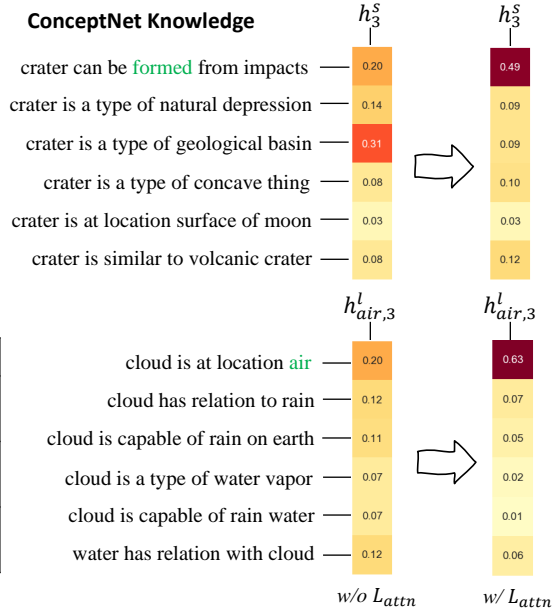 ConceptNet Knowledge
h_3^s
h_3^s
crater can be formed from impacts
0.20
0.49
crater is a type of natural depression
0.14
0.09
crater is a type of geological basin
0.31
0.09
crater is a type of concave thing
0.08
0.10
crater is at location surface of moon
0.03
0.03
crater is similar to volcanic crater
0.08
0.12
h_{air,3}^l
h_{air,3}^l
cloud is at location air
0.20
0.63
cloud has relation to rain
0.12
0.07
cloud is capable of rain on earth
0.11
0.05
cloud is a type of water vapor
0.07
0.02
cloud is capable of rain water
0.07
0.01
water has relation with cloud
0.12
0.06
w/o L_{attn}
w/ L_{attn}